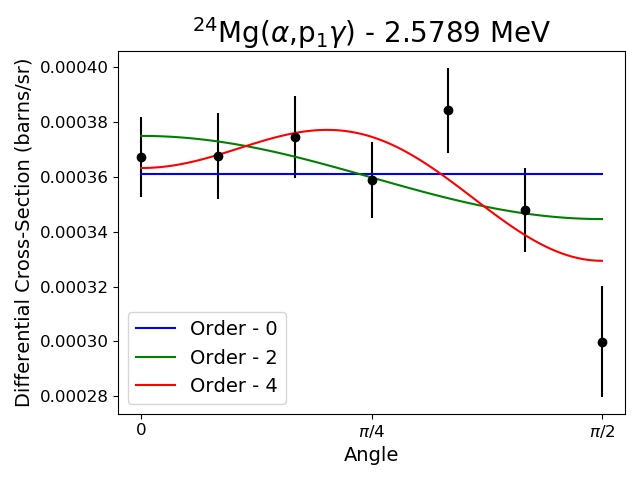 ²⁴Mg(α,p₁γ) - 2.5789 MeV
Differential Cross-Section (barns/sr)
0.00040
0.00038
0.00036
0.00034
0.00032
0.00030
0.00028
Order - 0
Order - 2
Order - 4
0
π/4
π/2
Angle